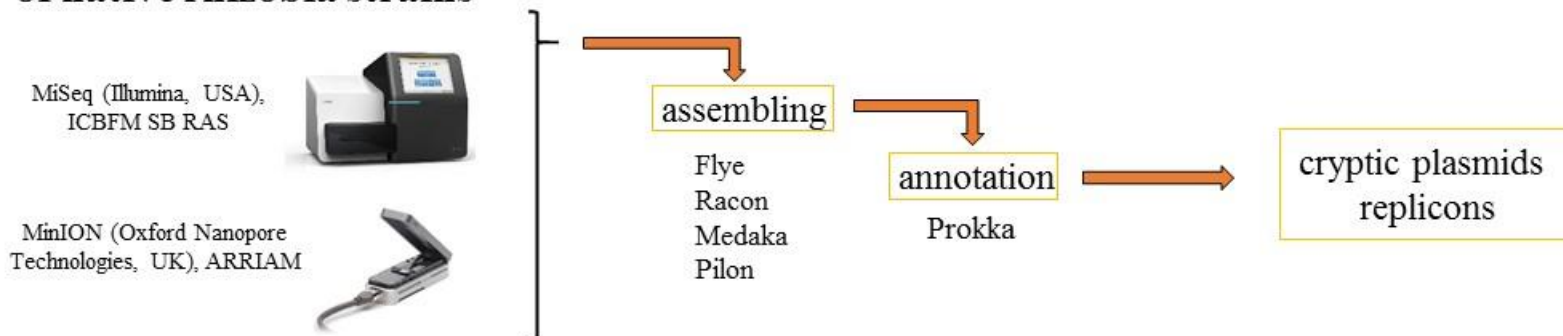 MiSeq (Illumina, USA),
ICBFM SB RAS
MinION (Oxford Nanopore
Technologies, UK), ARRIAM
assembling
Flye
Racon
Medaka
Pilon
annotation
Prokka
cryptic plasmids
replicons